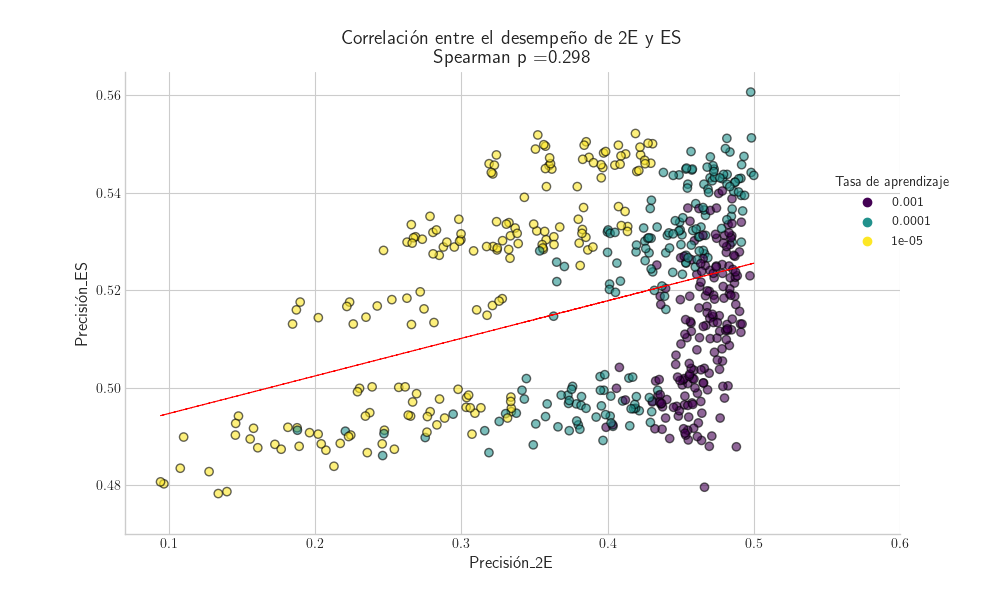 Correlación entre el desempeño de 2E y ES
Spearman p =0.298
0.56
0.54
0.52
0.50
0.48
Precisión_ES
Tasa de aprendizaje
0.001
0.0001
1e-05
0.1
0.2
0.3
0.4
0.5
0.6
Precisión_2E